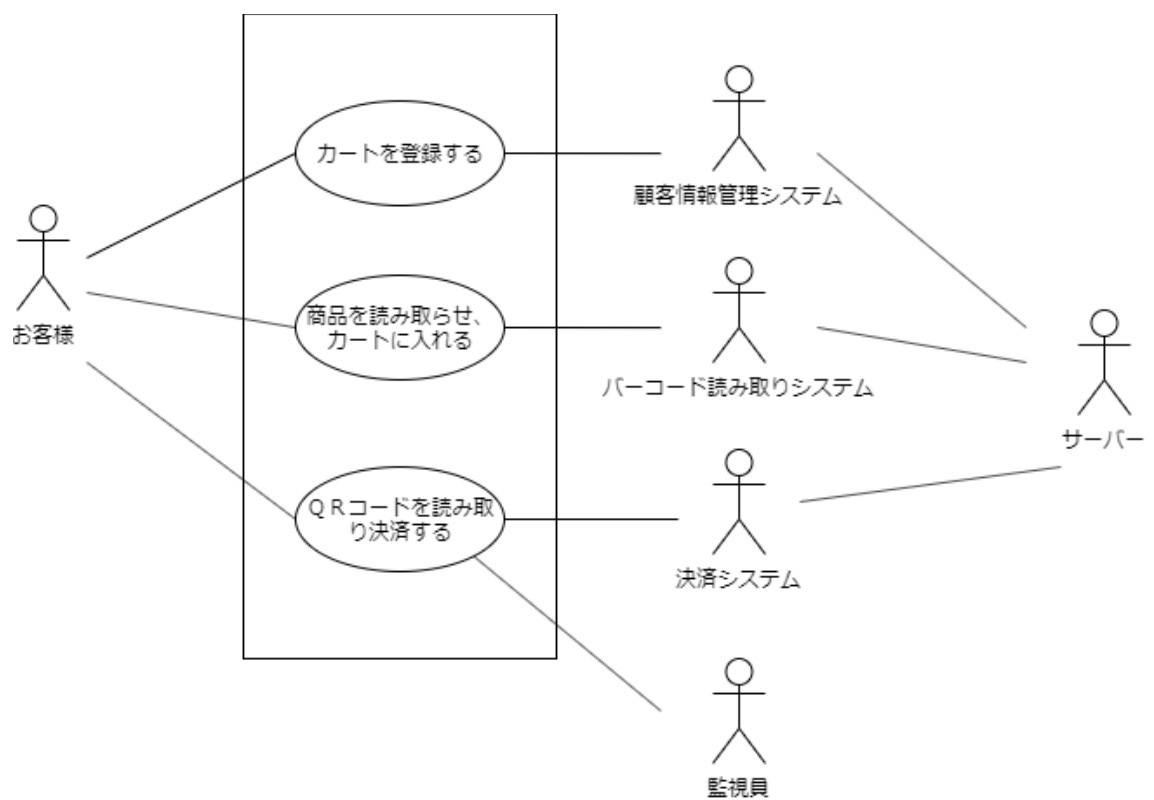 カートを登録する
顧客情報管理システム
お客様
商品を読み取らせ、
カートに入れる
バーコード読み取りシステム
サーバー
ＱＲコードを読み取
り決済する
決済システム
監視員